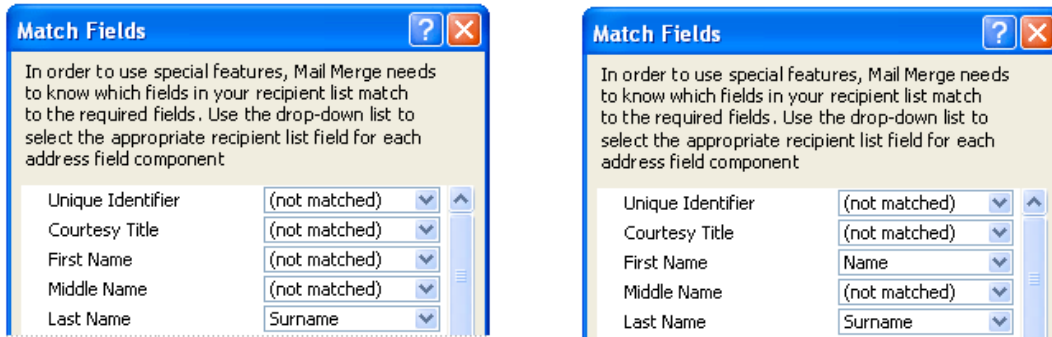 Match Fields
In order to use special features, Mail Merge needs
to know which fields in your recipient list match
to the required fields. Use the drop-down list to
select the appropriate recipient list field for each
address field component
Unique Identifier (not matched)
Courtesy Title (not matched)
First Name (not matched)
Middle Name (not matched)
Last Name Surname
Match Fields
In order to use special features, Mail Merge needs
to know which fields in your recipient list match
to the required fields. Use the drop-down list to
select the appropriate recipient list field for each
address field component
Unique Identifier (not matched)
Courtesy Title (not matched)
First Name Name
Middle Name (not matched)
Last Name Surname